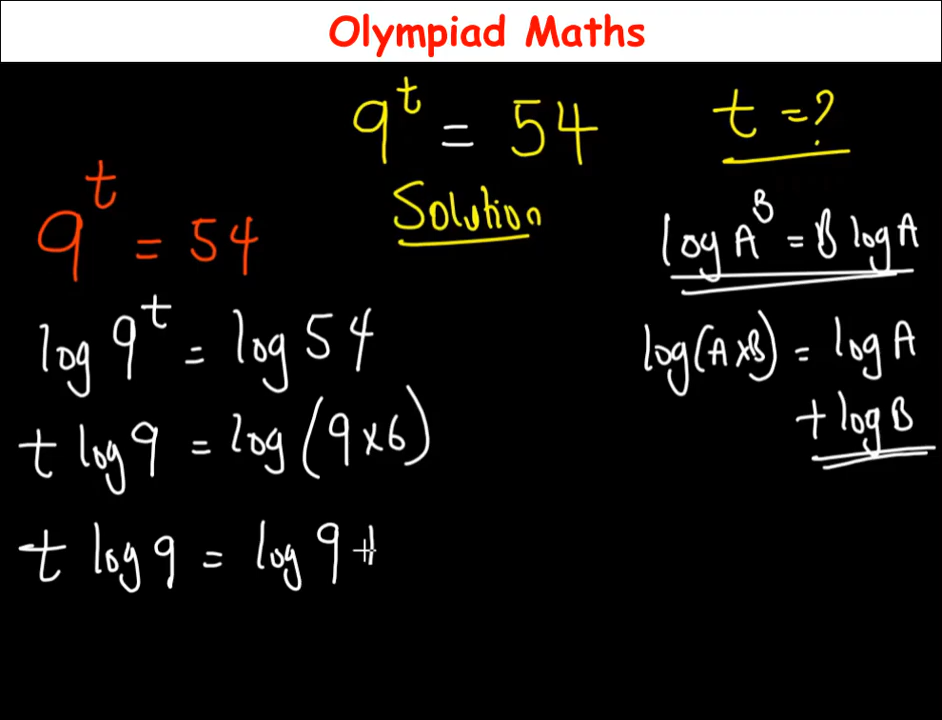 Olympiad Maths
9^t = 54
t = ?
Solution
9^t = 54
log A^B = B log A
log 9^t = log 54
log(A×B) = log A
+ log B
t log 9 = log (9×6)
t log 9 = log 9 +